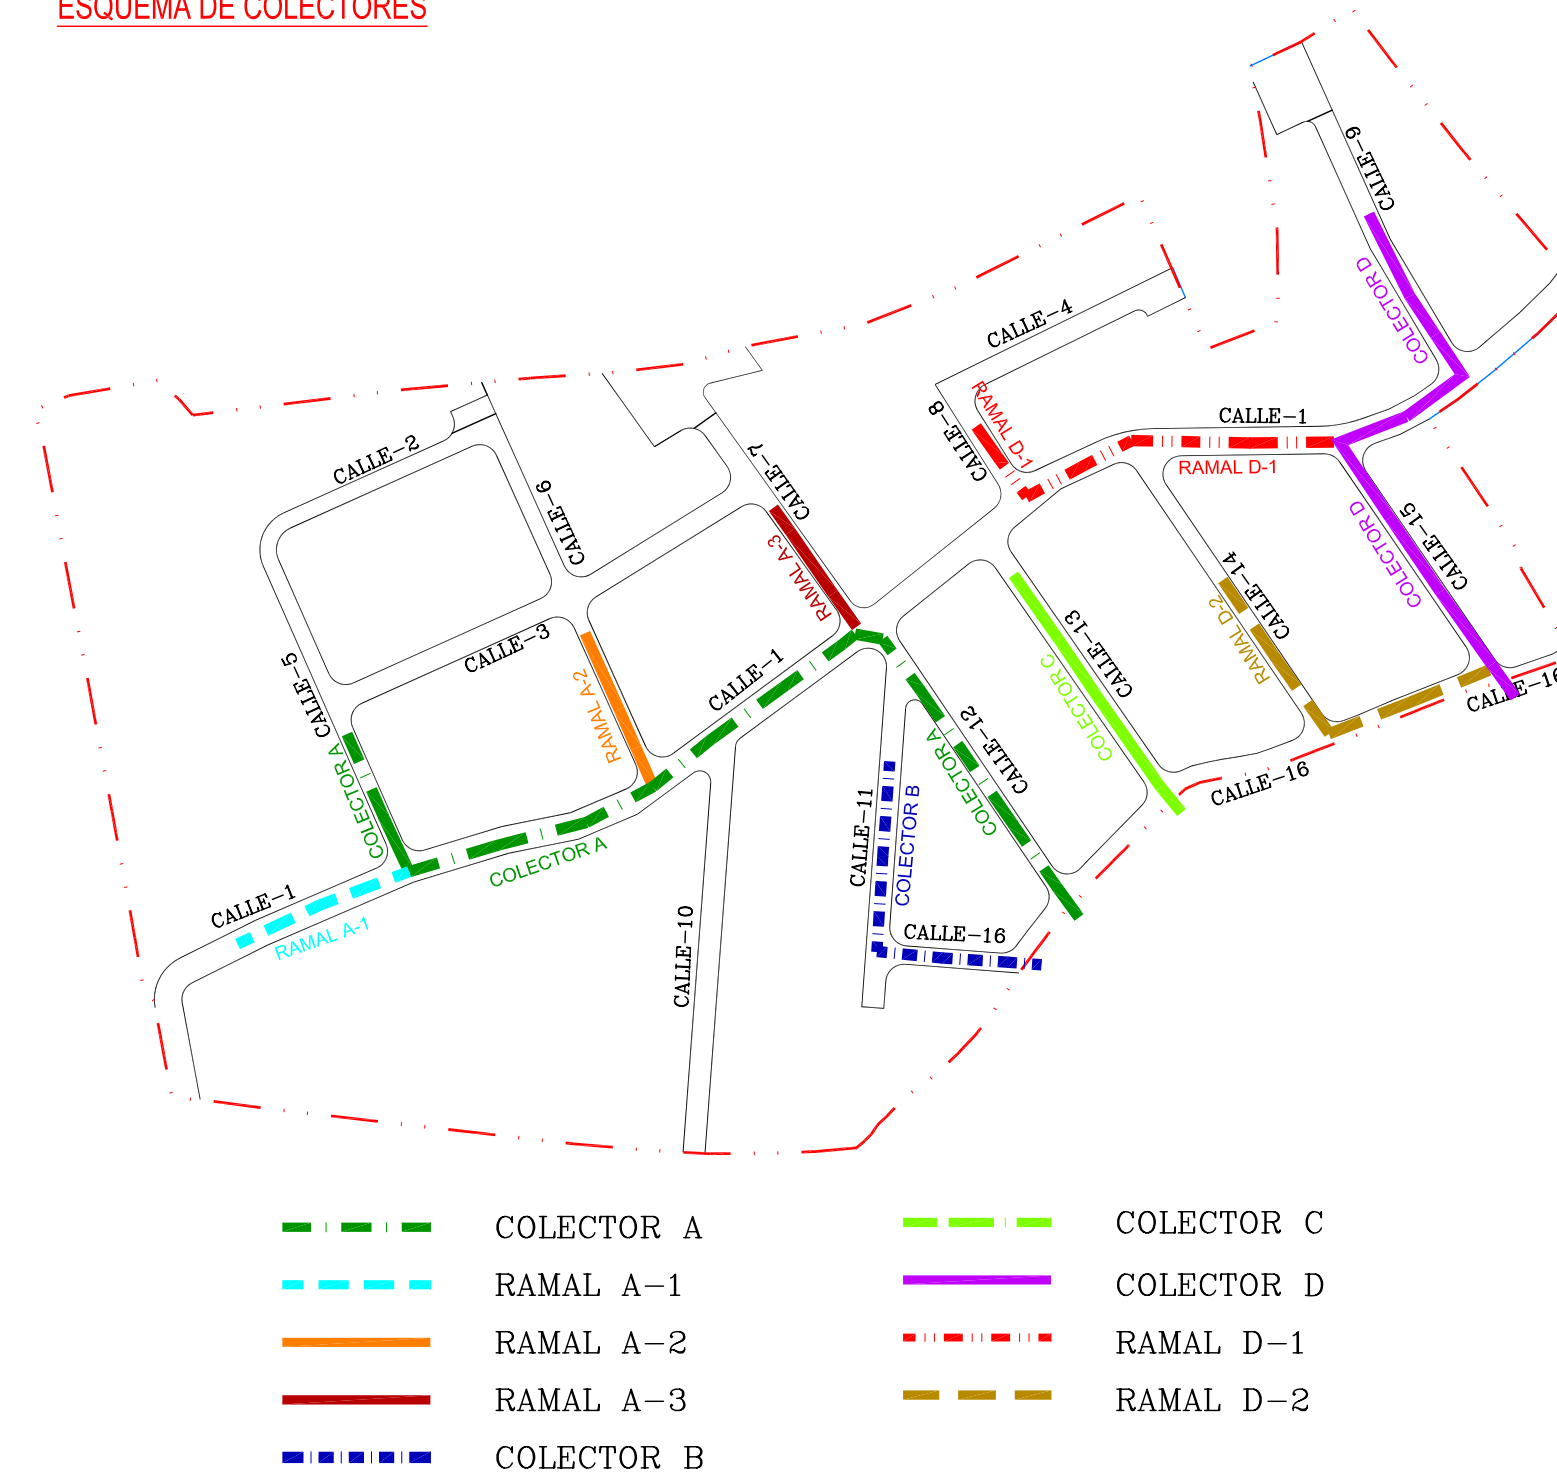 ESQUEMA DE COLECTORES
CALLE-9
COLECTOR D
CALLE-4
RAMAL D-1
CALLE-8
CALLE-1
RAMAL D-1
CALLE-2
CALLE-7
CALLE-6
RAMAL A-3
CALLE-15
COLECTOR D
CALLE-14
RAMAL D-2
CALLE-13
COLECTOR C
CALLE-3
CALLE-5
CALLE-1
RAMAL A-2
CALLE-16
COLECTOR A
CALLE-12
COLECTOR A
CALLE-16
CALLE-11
COLECTOR B
COLECTOR A
CALLE-1
RAMAL A-1
CALLE-10
CALLE-16
COLECTOR A
RAMAL A-1
RAMAL A-2
RAMAL A-3
COLECTOR B
COLECTOR C
COLECTOR D
RAMAL D-1
RAMAL D-2